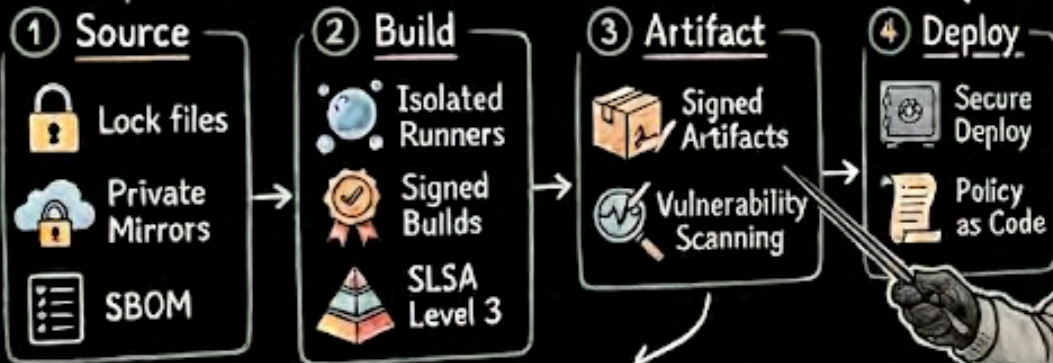 1 Source
Lock files
Private
Mirrors
SBOM
2 Build
Isolated
Runners
Signed
Builds
SLSA
Level 3
3 Artifact
Signed
Artifacts
Vulnerability
Scanning
4 Deploy
Secure
Deploy
Policy
as Code